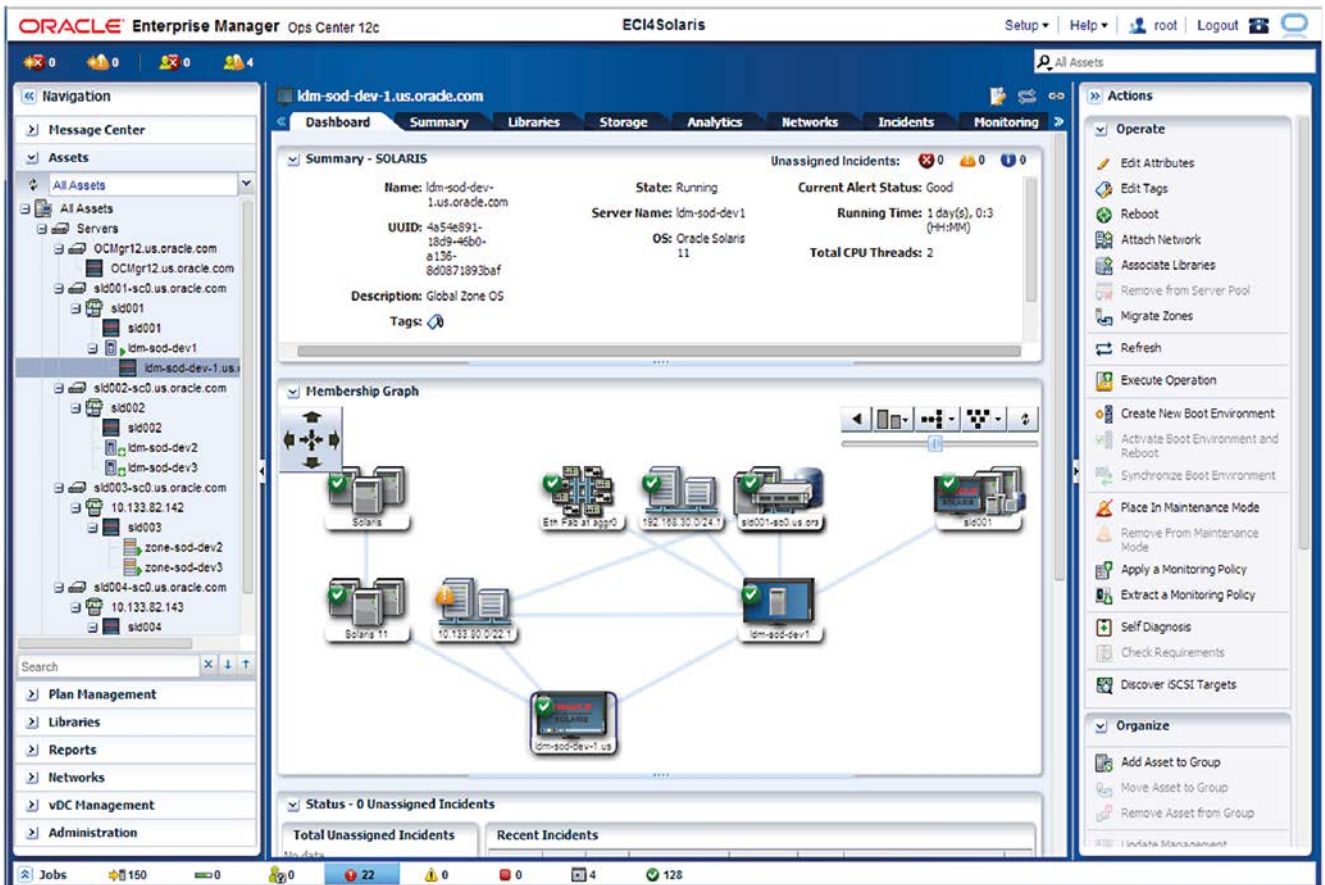 ORACLE Enterprise Manager Ops Center 12c
ECI4Solaris
Setup Help root Logout
0 0 0 4
All Assets
Navigation
Message Center
Assets
All Assets
All Assets
Servers
OCMgr12.us.oracle.com
OCMgr12.us.oracle.com
sld001-sc0.us.oracle.com
sld001
sld001
ldm-sod-dev1
ldm-sod-dev-1.us.
sld002-sc0.us.oracle.com
sld002
sld002
ldm-sod-dev2
ldm-sod-dev3
sld003-sc0.us.oracle.com
10.133.82.142
sld003
zone-sod-dev2
zone-sod-dev3
sld004-sc0.us.oracle.com
10.133.82.143
sld004
Search
Plan Management
Libraries
Reports
Networks
vDC Management
Administration
ldm-sod-dev-1.us.oracle.com
Dashboard Summary Libraries Storage Analytics Networks Incidents Monitoring
Summary - SOLARIS
Unassigned Incidents: 0 0 0
Name: ldm-sod-dev-
1.us.oracle.com
UUID: 4a54e891-
18d9-46b0-
a136-
8d0871893baf
Description: Global Zone OS
Tags:
State: Running
Server Name: ldm-sod-dev1
OS: Oracle Solaris
11
Current Alert Status: Good
Running Time: 1 day(s), 0:3
(HH:MM)
Total CPU Threads: 2
Membership Graph
Solaris
Eth Fab at aggr0
192.168.30.0/24.1
sld001-sc0.us.ora
ORACLE
SOLARIS
sld001
Solaris 11
10.133.80.0/22.1
ldm-sod-dev1
ORACLE
SOLARIS
ldm-sod-dev-1.us
Status - 0 Unassigned Incidents
Total Unassigned Incidents
No data
Recent Incidents
Actions
Operate
Edit Attributes
Edit Tags
Reboot
Attach Network
Associate Libraries
Remove from Server Pool
Migrate Zones
Refresh
Execute Operation
Create New Boot Environment
Activate Boot Environment and
Reboot
Synchronize Boot Environment
Place In Maintenance Mode
Remove From Maintenance
Mode
Apply a Monitoring Policy
Extract a Monitoring Policy
Self Diagnosis
Check Requirements
Discover iSCSI Targets
Organize
Add Asset to Group
Move Asset to Group
Remove Asset from Group
Update Management
Jobs 150 0 0 22 0 0 4 128